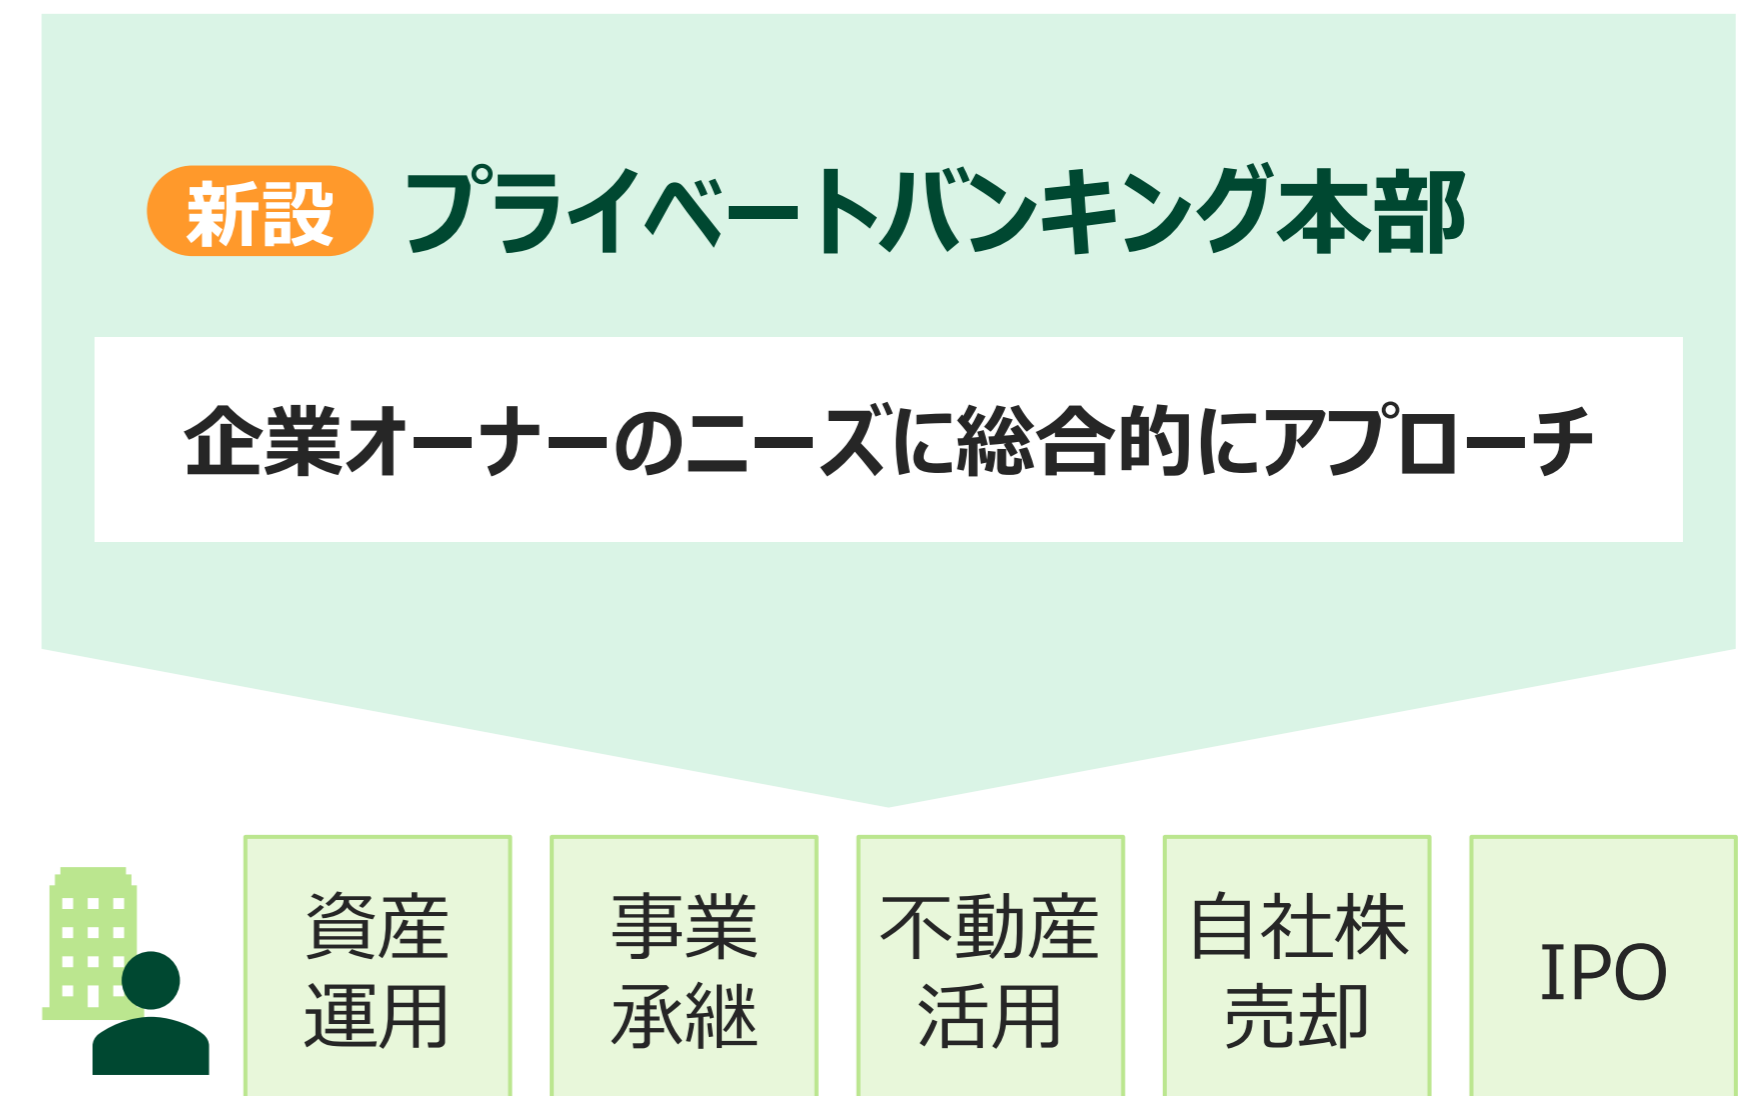 新設 プライベートバンキング本部
企業オーナーのニーズに総合的にアプローチ
資産
運用
事業
承継
不動産
活用
自社株
売却
IPO